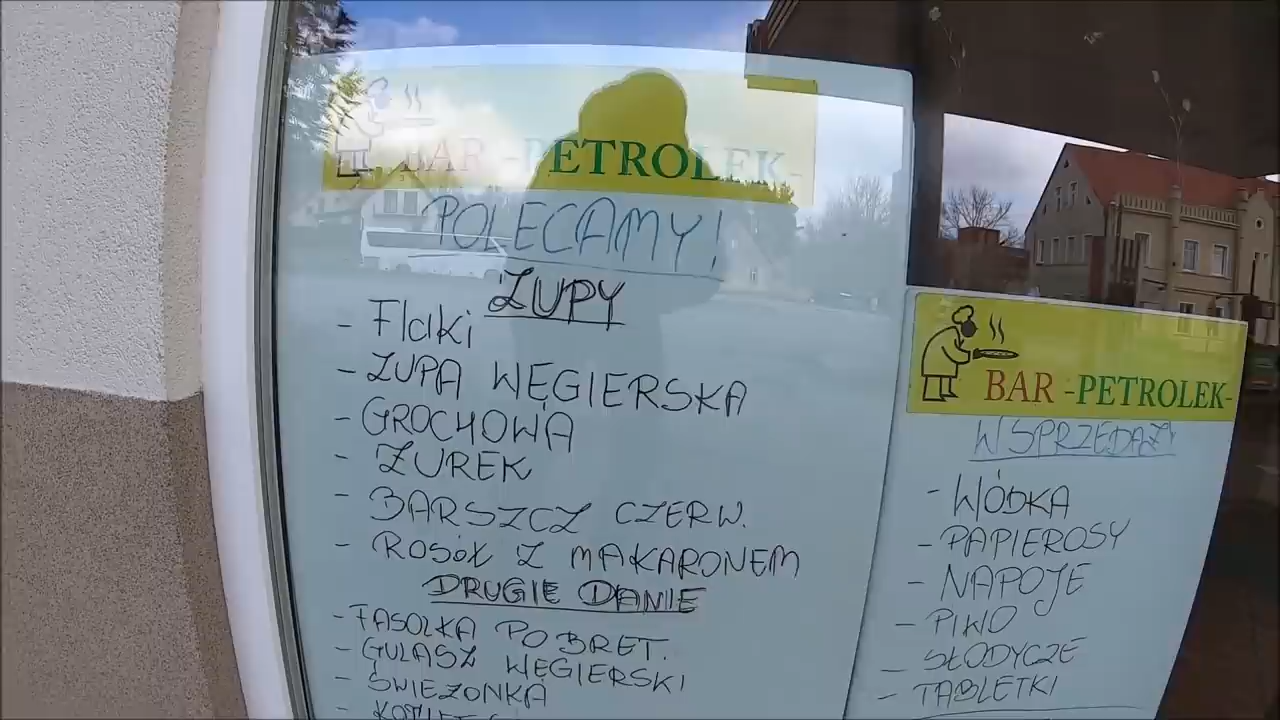 BAR -PETROLEK-
POLECAMY!
ZUPY
- Flaki
- ZUPA WĘGIERSKA
- GROCHOWA
- ŻUREK
- BARSZCZ CZERW.
- ROSÓŁ Z MAKARONEM
DRUGIE DANIE
- FASOLKA PO BRET.
- GULASZ WĘGIERSKI
- ŚWIEŻONKA
BAR -PETROLEK-
W SPRZEDAŻY
- WÓDKA
- PAPIEROSY
- NAPOJE
- PIWO
- SŁODYCZE
- TABLETKI